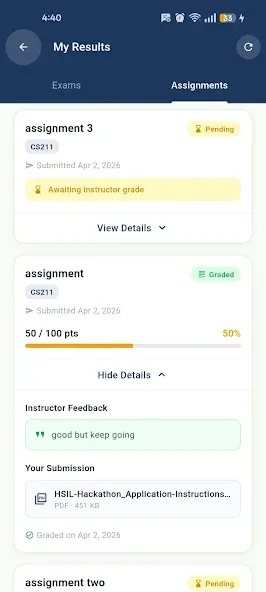 4:40
33
My Results
Exams
Assignments
assignment 3
Pending
CS211
Submitted Apr 2, 2026
Awaiting instructor grade
View Details
assignment
Graded
CS211
Submitted Apr 2, 2026
50 / 100 pts
50%
Hide Details
Instructor Feedback
good but keep going
Your Submission
HSIL-Hackathon_Application-Instructions...
PDF · 451 KB
Graded on Apr 2, 2026
assignment two
Pending